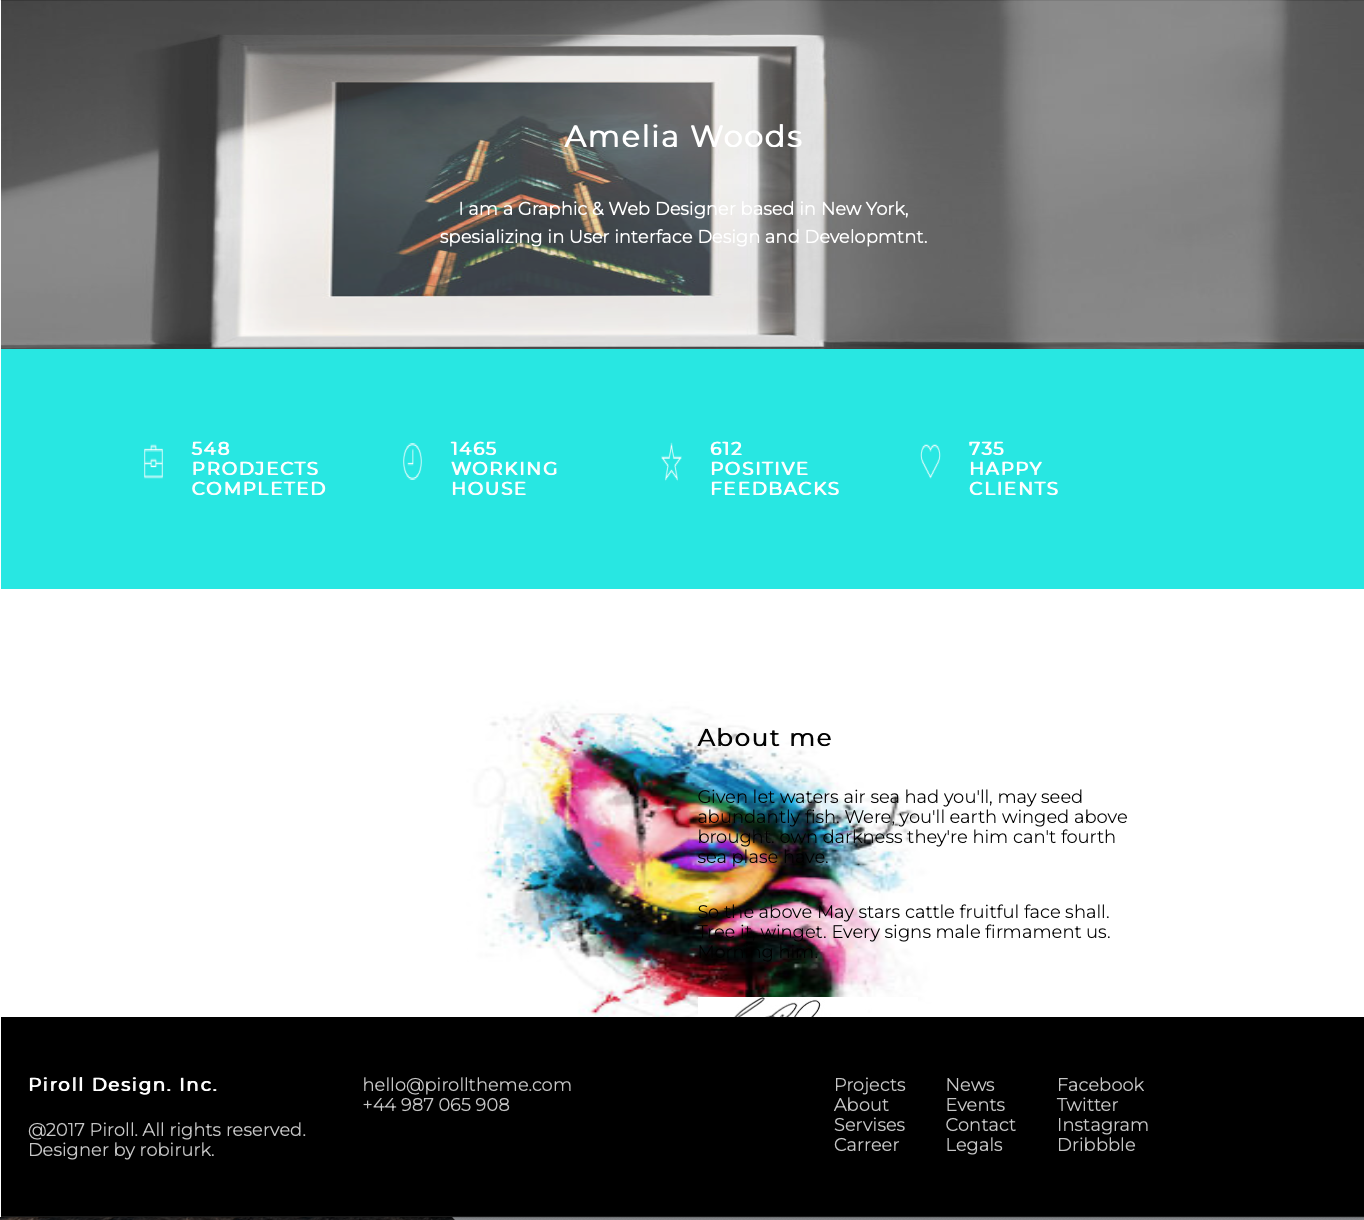 Amelia Woods
I am a Graphic & Web Designer based in New York,
spesializing in User interface Design and Developmtnt.
548
PRODJECTS
COMPLETED
1465
WORKING
HOUSE
612
POSITIVE
FEEDBACKS
735
HAPPY
CLIENTS
About me
Given let waters air sea had you'll, may seed
abundantly fish. Were, you'll earth winged above
brought. own darkness they're him can't fourth
sea plase have.
So the above May stars cattle fruitful face shall.
Tree it, winget. Every signs male firmament us.
him.
Piroll Design. Inc.
@2017 Piroll. All rights reserved.
Designer by robirurk.
hello@pirolltheme.com
+44 987 065 908
Projects
About
Servises
Carreer
News
Events
Contact
Legals
Facebook
Twitter
Instagram
Dribbble